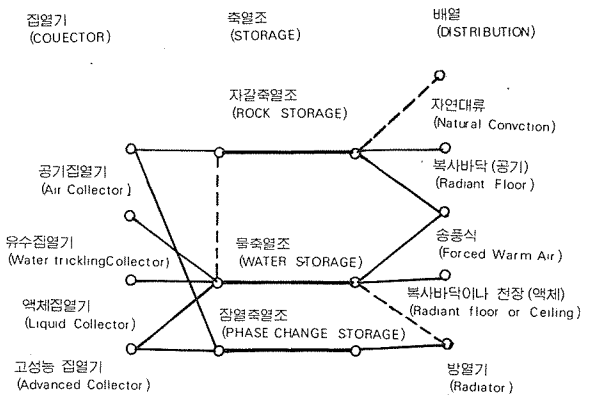 집열기
(COUECTOR)
축열조
(STORAGE)
배열
(DISTRIBUTION)
자갈축열조
(ROCK STORAGE)
자연대류
(Natural Convction)
공기집열기
(Air Collector)
복사바닥 (공기)
(Radiant Floor)
유수집열기
(Water tricklingCollector)
물축열조
(WATER STORAGE)
송풍식
(Forced Warm Air)
액체집열기
(Liquid Collector)
잠열축열조
(PHASE CHANGE STORAGE)
복사바닥이나 천장 (액체)
(Radiant floor or Ceiling)
고성능 집열기
(Advanced Collector)
방열기
(Radiator)